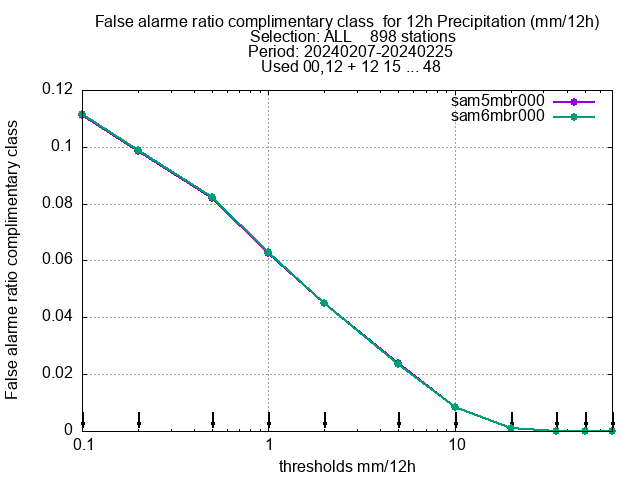 False alarme ratio complimentary class  for 12h Precipitation (mm/12h)
Selection: ALL    898 stations
Period: 20240207-20240225
Used 00,12 + 12 15 ... 48
sam5mbr000
sam6mbr000
False alarme ratio complimentary class
0.12
0.1
0.08
0.06
0.04
0.02
0
0.1
1
10
thresholds mm/12h